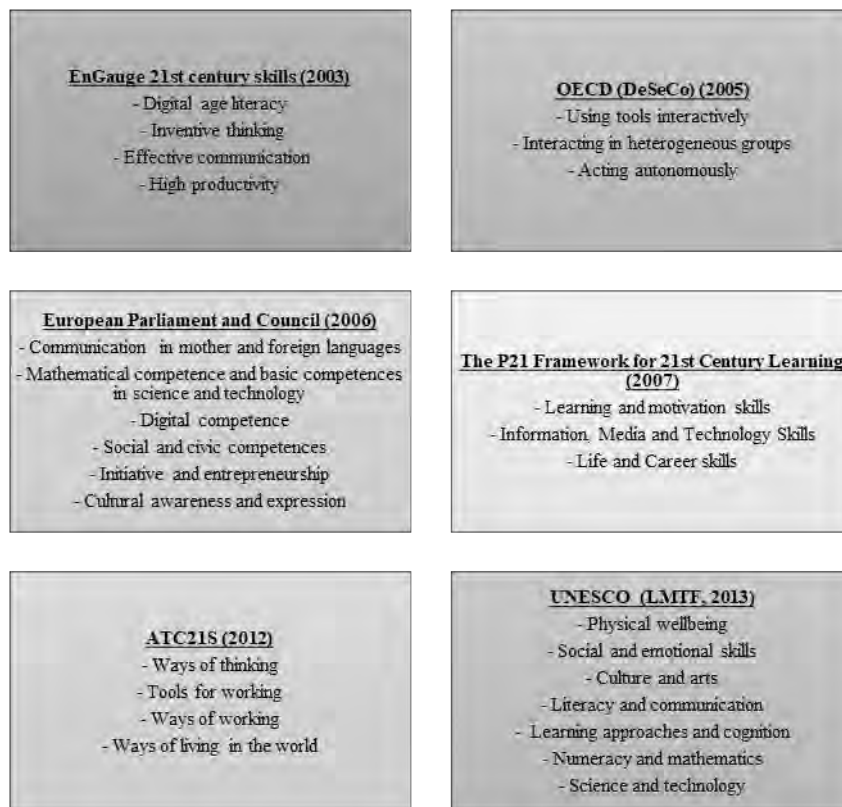 EnGauge 21st century skills (2003)
- Digital age literacy
- Inventive thinking
- Effective communication
- High productivity
OECD (DeSeCo) (2005)
- Using tools interactively
- Interacting in heterogeneous groups
- Acting autonomously
European Parliament and Council (2006)
- Communication in mother and foreign languages
- Mathematical competence and basic competences
in science and technology
- Digital competence
- Social and civic competences
- Initiative and entrepreneurship
- Cultural awareness and expression
The P21 Framework for 21st Century Learning
(2007)
- Learning and motivation skills
- Information, Media and Technology Skills
- Life and Career skills
ATC21S (2012)
- Ways of thinking
- Tools for working
- Ways of working
- Ways of living in the world
UNESCO (LMTF, 2013)
- Physical wellbeing
- Social and emotional skills
- Culture and arts
- Literacy and communication
- Learning approaches and cognition
- Numeracy and mathematics
- Science and technology